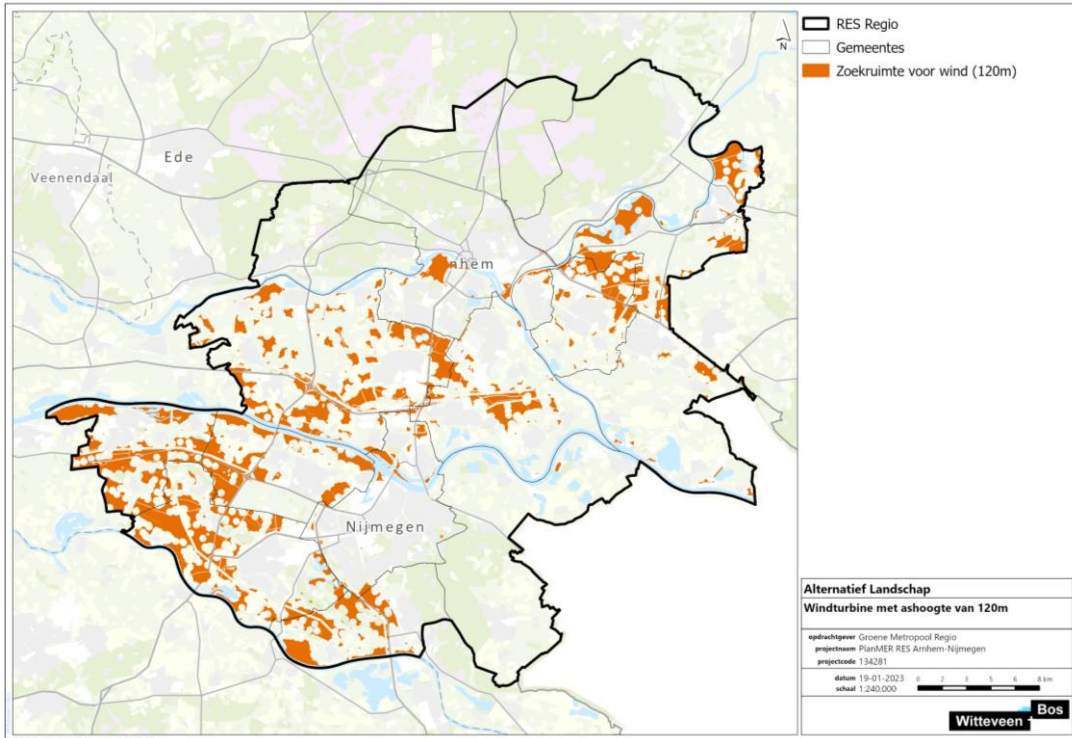 RES Regio
Gemeentes
Zoekruimte voor wind (120m)
N
Ede
Veenendaal
nhem
Nijmegen
Alternatief Landschap
Windturbine met ashoogte van 120m
opdrachtgever Groene Metropool Regio
projectnaam PlanMER RES Arnhem-Nijmegen
projectcode 134281
datum 19-01-2023
schaal 1:240.000
0 2 3 5 6 8 km
Witteveen + Bos